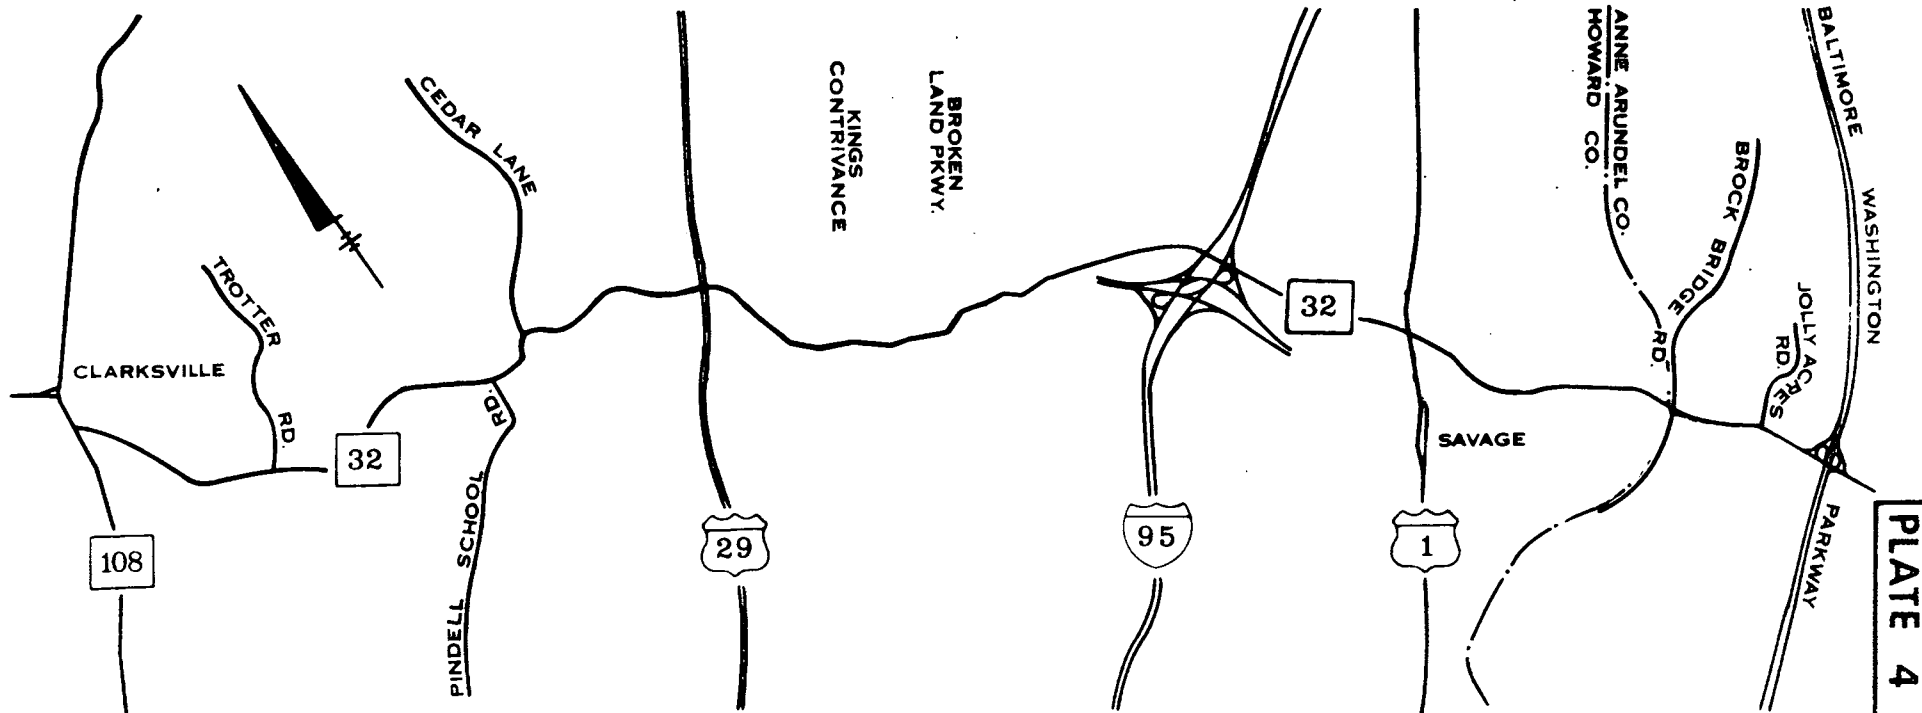 CEDAR LANE
TROTTER
RD.
CLARKSVILLE
32
108
RD.
PINDELL SCHOOL
29
KINGS
CONTRIVANCE
BROKEN
LAND PKWY.
95
32
1
SAVAGE
ANNE ARUNDEL CO.
HOWARD CO.
BROCK BRIDGE
RD.
JOLLY ACRES
RD.
BALTIMORE
WASHINGTON
PARKWAY
PLATE 4